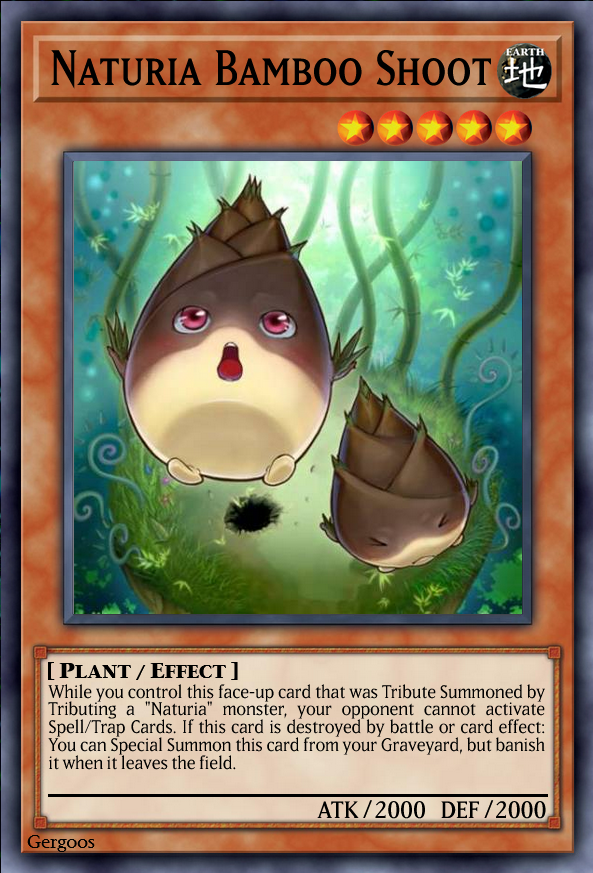 NATURIA BAMBOO SHOOT
EARTH
地
[ PLANT / EFFECT ]
While you control this face-up card that was Tribute Summoned by
Tributing a "Naturia" monster, your opponent cannot activate
Spell/Trap Cards. If this card is destroyed by battle or card effect:
You can Special Summon this card from your Graveyard, but banish
it when it leaves the field.
ATK / 2000 DEF / 2000
Gergoos